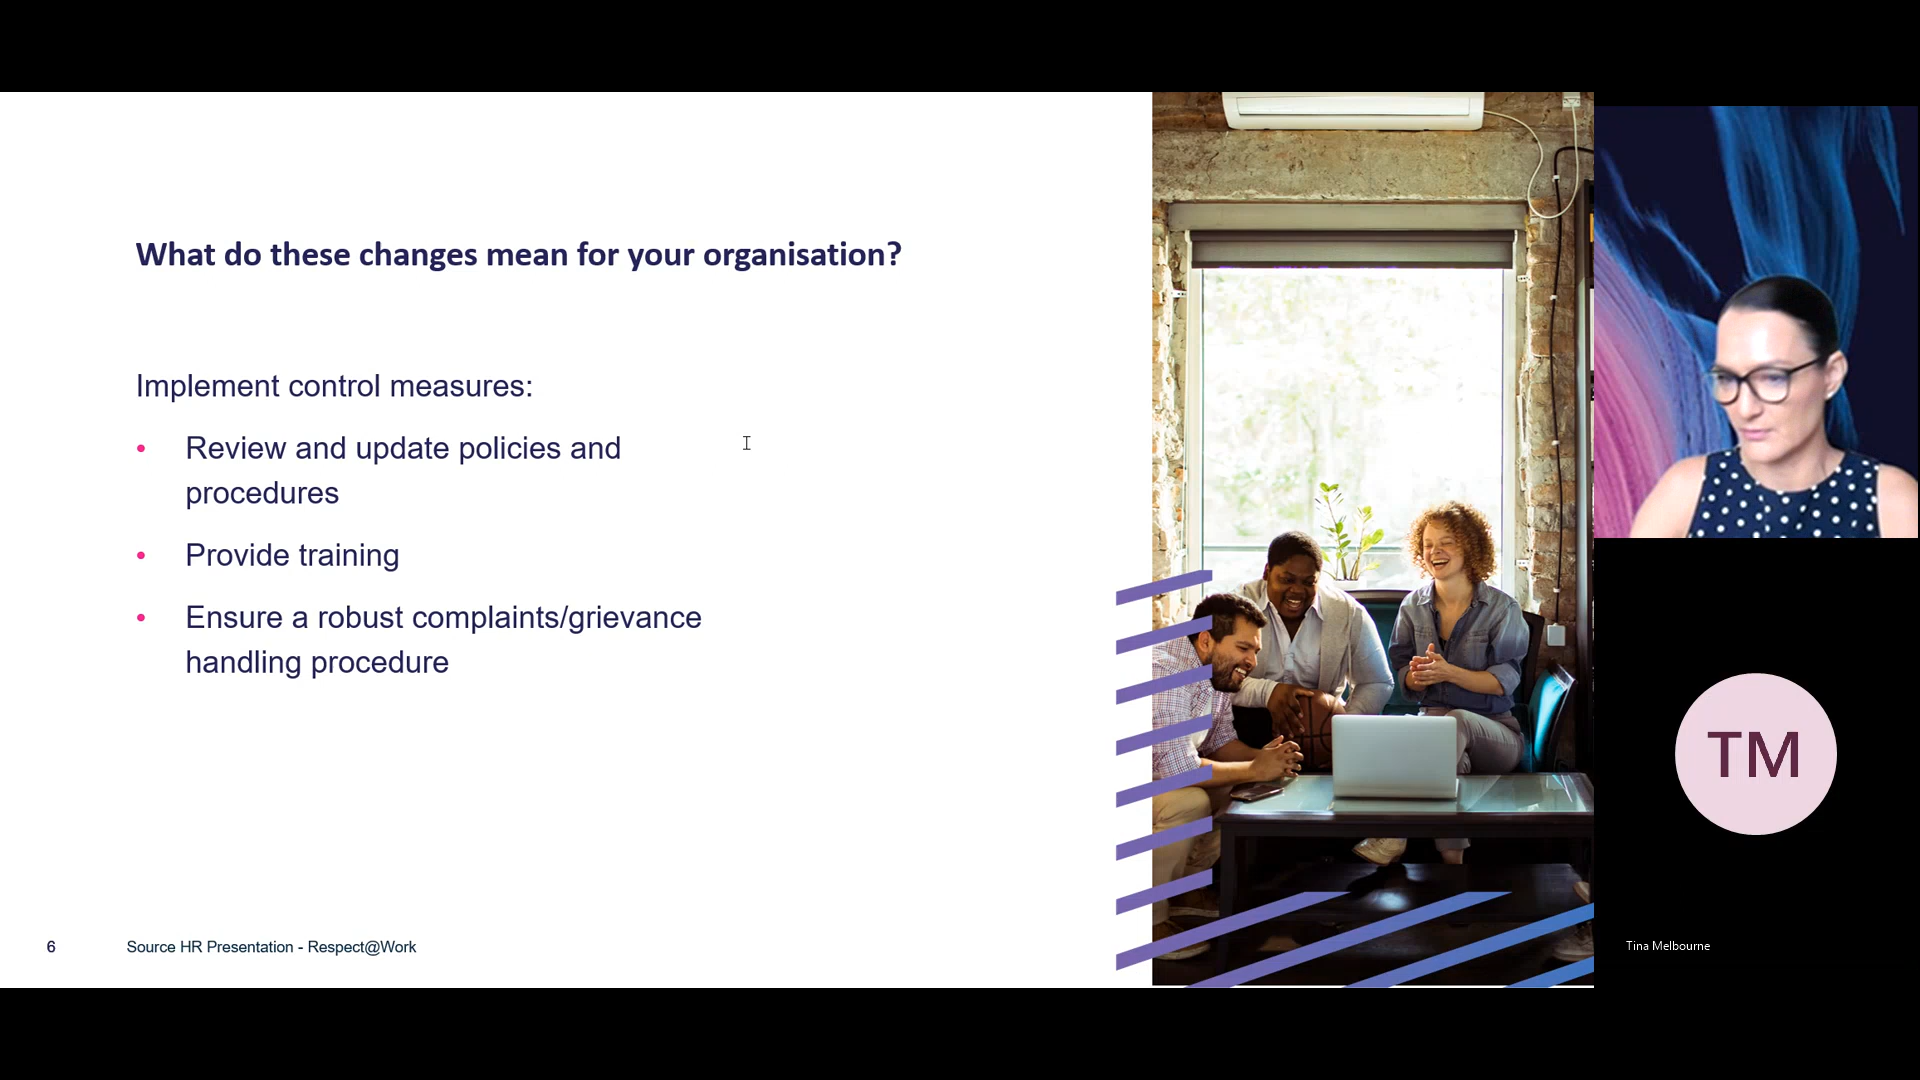 What do these changes mean for your organisation?
Implement control measures:
• Review and update policies and
procedures
• Provide training
• Ensure a robust complaints/grievance
handling procedure
6 Source HR Presentation - Respect@Work
TM
Tina Melbourne